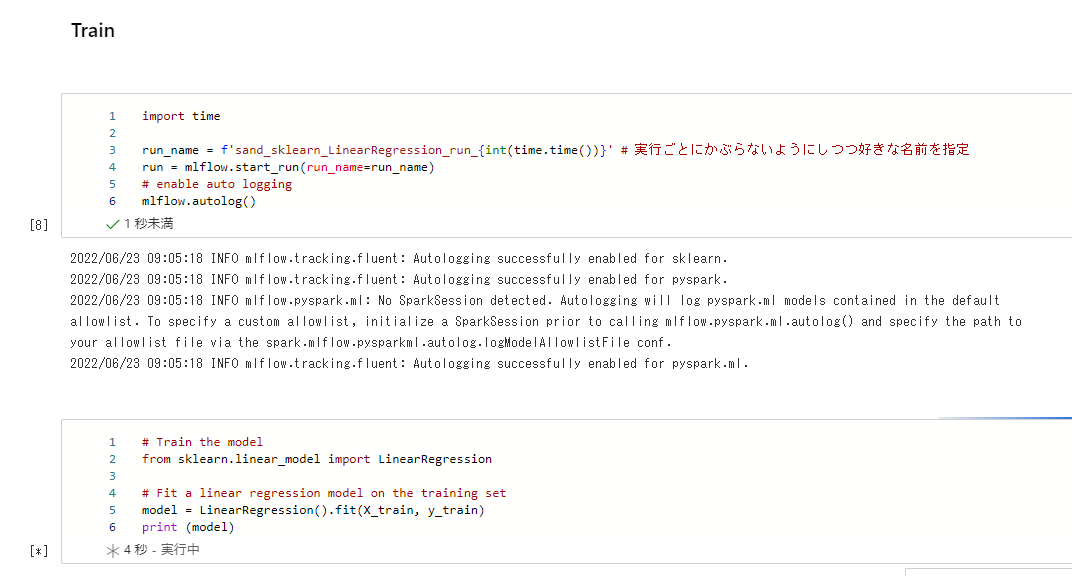 Train
1 import time
2
3 run_name = f'sand_sklearn_LinearRegression_run_{int(time.time())}' # 実行ごとにかぶらないようにしつつ好きな名前を指定
4 run = mlflow.start_run(run_name=run_name)
5 # enable auto logging
6 mlflow.autolog()
[8] ✓ 1 秒未満
2022/06/23 09:05:18 INFO mlflow.tracking.fluent: Autologging successfully enabled for sklearn.
2022/06/23 09:05:18 INFO mlflow.tracking.fluent: Autologging successfully enabled for pyspark.
2022/06/23 09:05:18 INFO mlflow.pyspark.ml: No SparkSession detected. Autologging will log pyspark.ml models contained in the default
allowlist. To specify a custom allowlist, initialize a SparkSession prior to calling mlflow.pyspark.ml.autolog() and specify the path to
your allowlist file via the spark.mlflow.pysparkml.autolog.logModelAllowlistFile conf.
2022/06/23 09:05:18 INFO mlflow.tracking.fluent: Autologging successfully enabled for pyspark.ml.
1 # Train the model
2 from sklearn.linear_model import LinearRegression
3
4 # Fit a linear regression model on the training set
5 model = LinearRegression().fit(X_train, y_train)
6 print (model)
[*] 4 秒 - 実行中